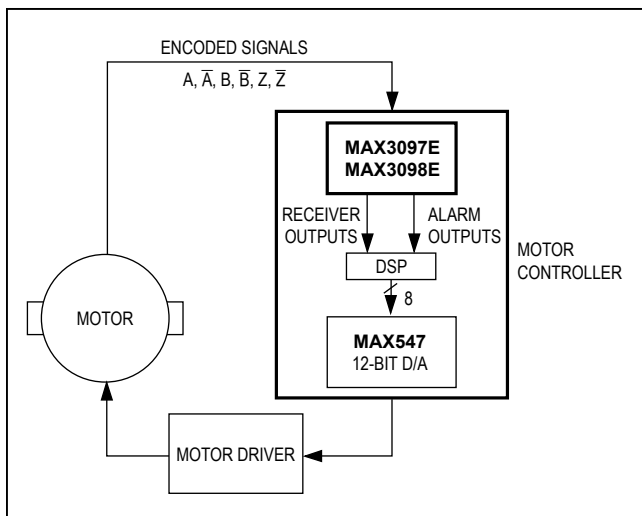 ENCODED SIGNALS
A, A̅, B, B̅, Z, Z̅
MAX3097E
MAX3098E
RECEIVER
OUTPUTS
ALARM
OUTPUTS
MOTOR
CONTROLLER
DSP
8
MOTOR
MAX547
12-BIT D/A
MOTOR DRIVER